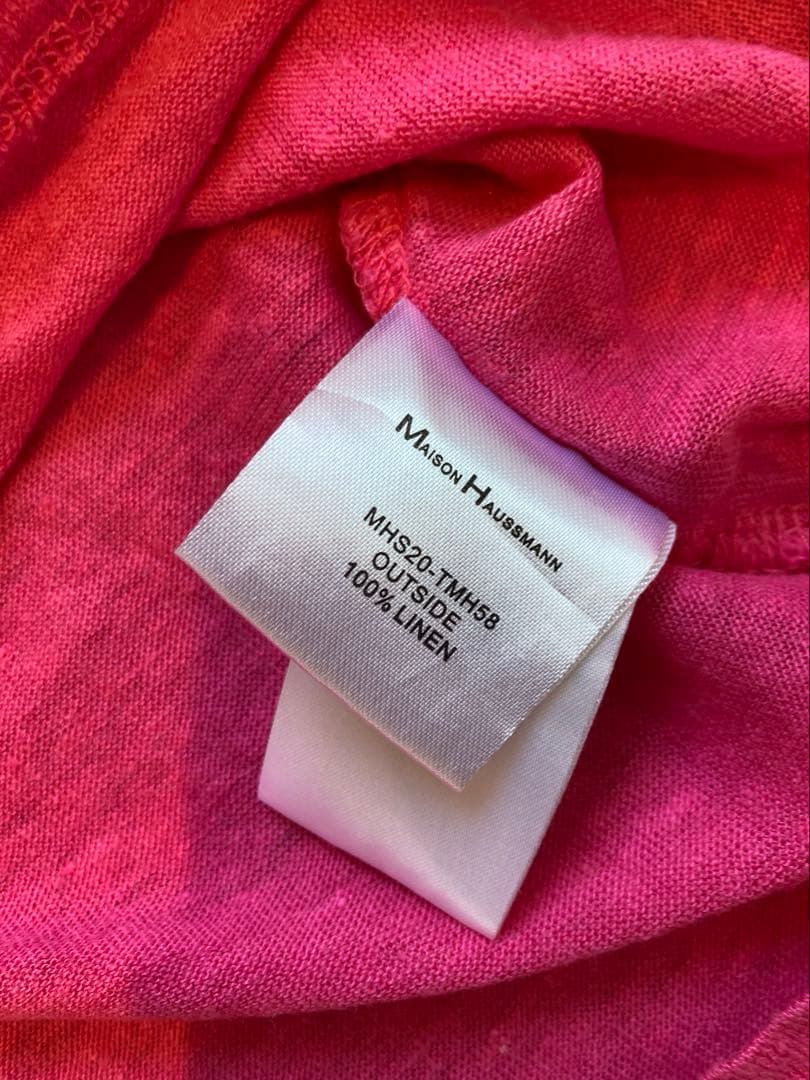 MAISON HAUSSMANN
MHS20-TMH58
OUTSIDE
100% LINEN